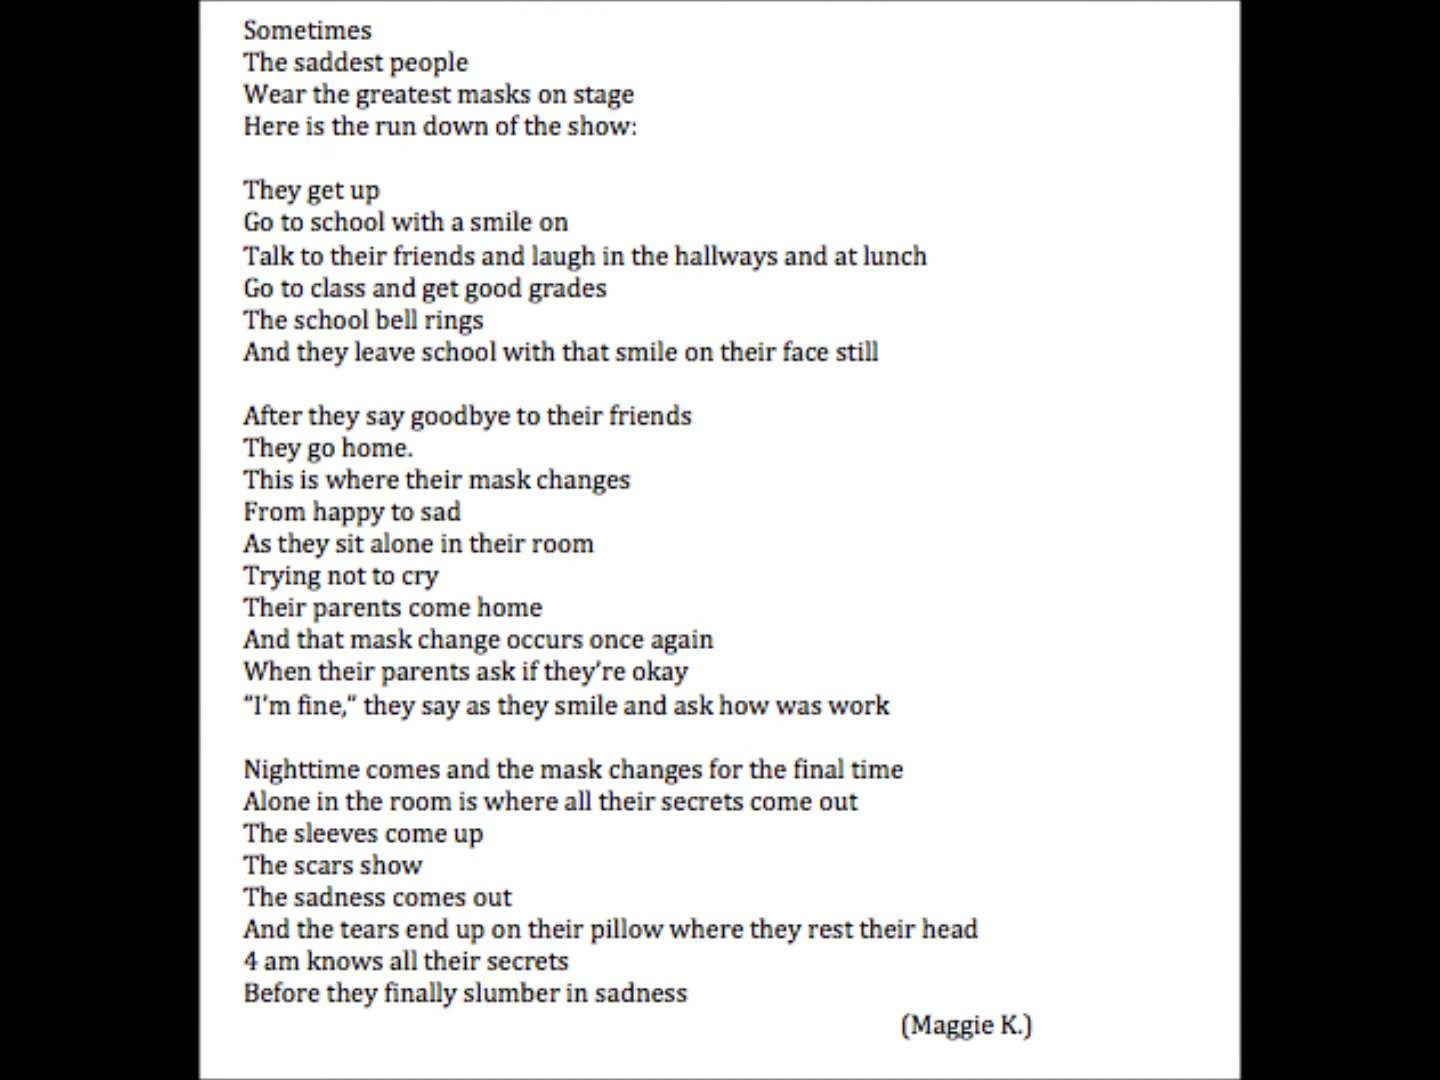 Sometimes
The saddest people
Wear the greatest masks on stage
Here is the run down of the show:

They get up
Go to school with a smile on
Talk to their friends and laugh in the hallways and at lunch
Go to class and get good grades
The school bell rings
And they leave school with that smile on their face still

After they say goodbye to their friends
They go home.
This is where their mask changes
From happy to sad
As they sit alone in their room
Trying not to cry
Their parents come home
And that mask change occurs once again
When their parents ask if they’re okay
“I’m fine,” they say as they smile and ask how was work

Nighttime comes and the mask changes for the final time
Alone in the room is where all their secrets come out
The sleeves come up
The scars show
The sadness comes out
And the tears end up on their pillow where they rest their head
4 am knows all their secrets
Before they finally slumber in sadness
(Maggie K.)